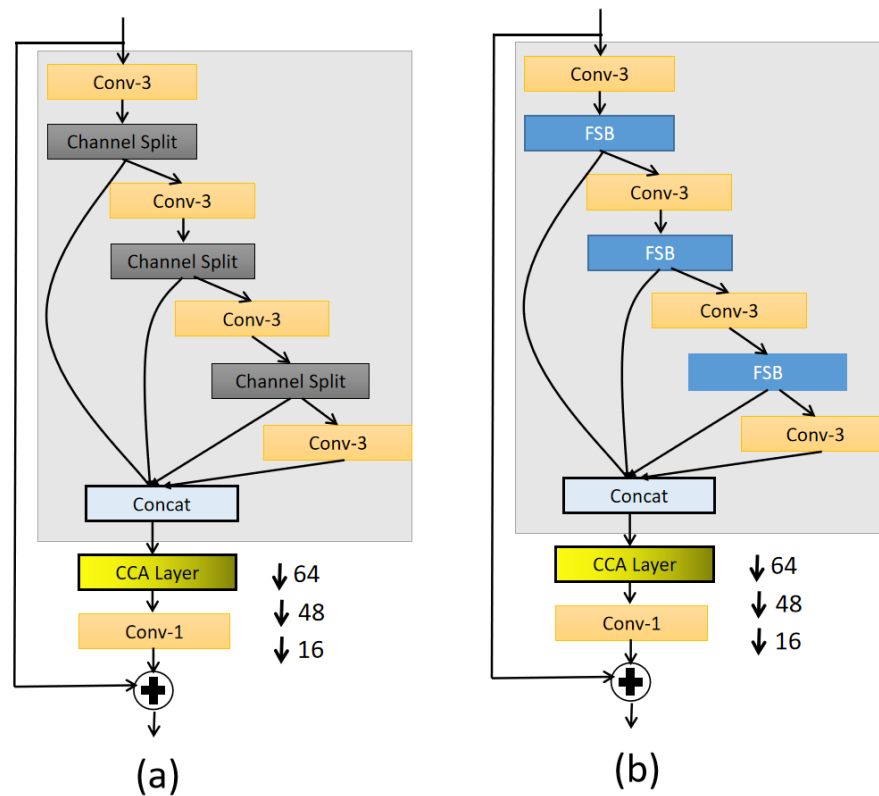 Conv-3
Channel Split
Conv-3
Channel Split
Conv-3
Channel Split
Conv-3
Concat
CCA Layer
64
48
Conv-1
16
(a)
Conv-3
FSB
Conv-3
FSB
Conv-3
FSB
Conv-3
Concat
CCA Layer
64
48
Conv-1
16
(b)